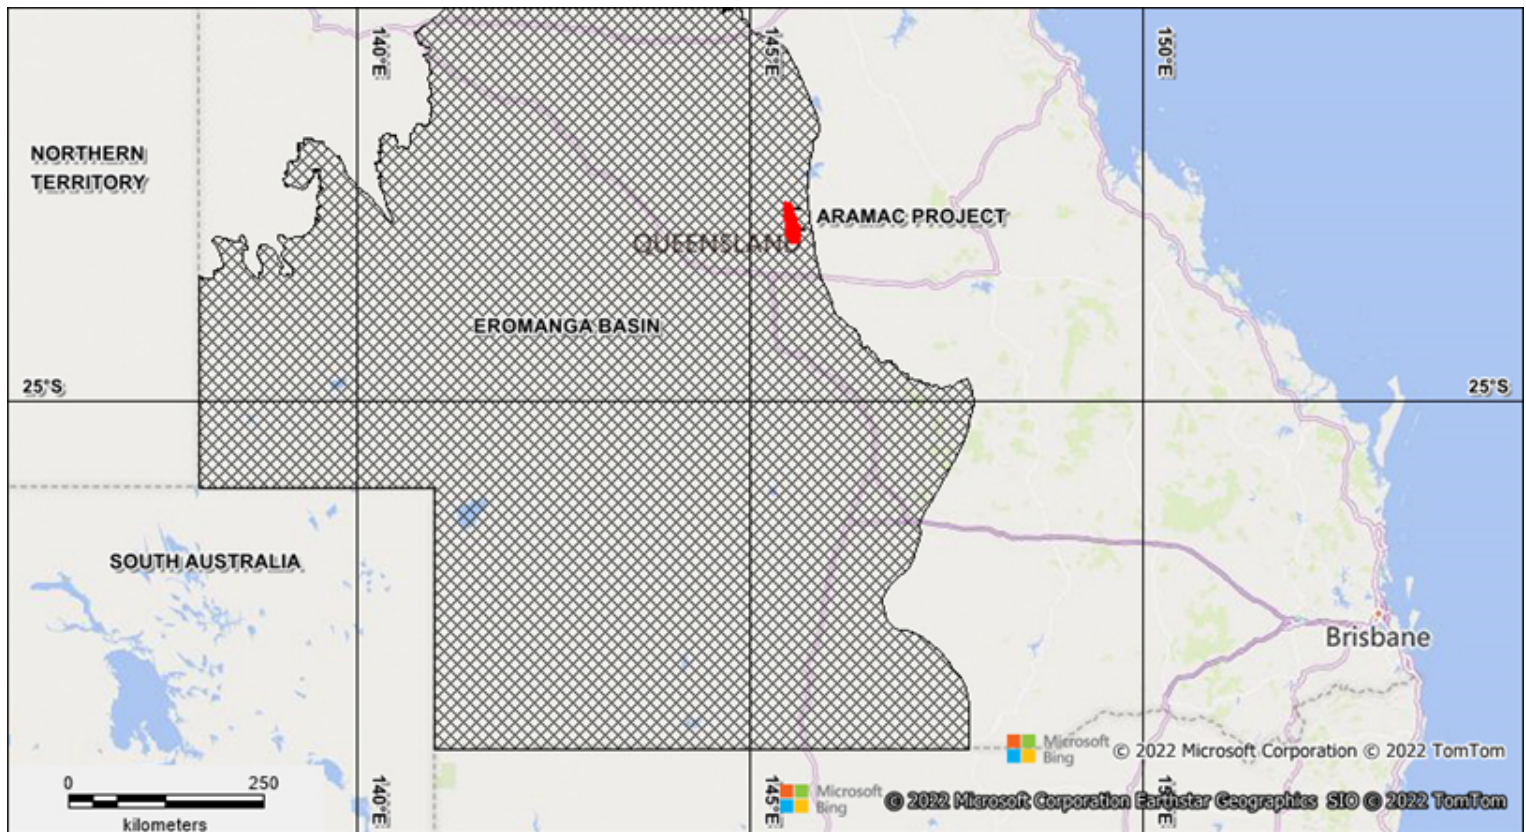 140°E
145°E
150°E
NORTHERN
TERRITORY
ARAMAC PROJECT
QUEENSLAND
EROMANGA BASIN
25°S
25°S
SOUTH AUSTRALIA
Brisbane
Microsoft
Bing
© 2022 Microsoft Corporation © 2022 TomTom
0 250
kilometers
140°E
145°E
Microsoft
Bing
© 2022 Microsoft Corporation Earthstar Geographics SIO © 2022 TomTom